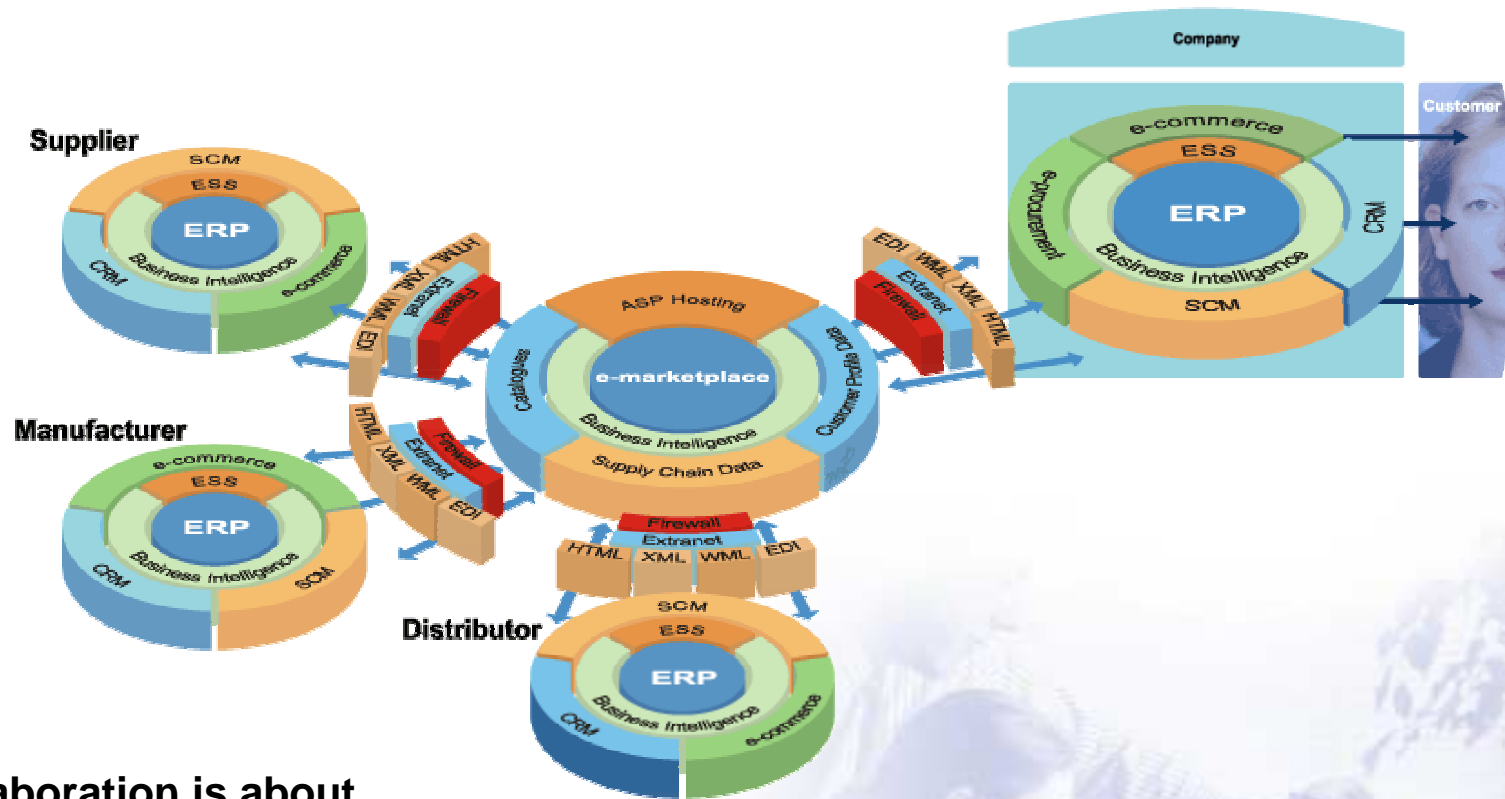 Company
Customer
e-commerce
ESS
ERP
e-procurement
CRM
Business Intelligence
SCM
Supplier
SCM
ESS
ERP
Business Intelligence
CRM
e-commerce
HTML
XML
WML
EDI
Extranet
Firewall
EDI
WML
XML
HTML
Extranet
Firewall
ASP Hosting
Catalogues
e-marketplace
Customer Profile Data
Business Intelligence
Supply Chain Data
Manufacturer
e-commerce
ESS
ERP
Business Intelligence
CRM
SCM
HTML
XML
WML
EDI
Extranet
Firewall
Firewall
Extranet
HTML XML WML EDI
Distributor
SCM
ESS
ERP
Business Intelligence
CRM
e-commerce
aboration is about